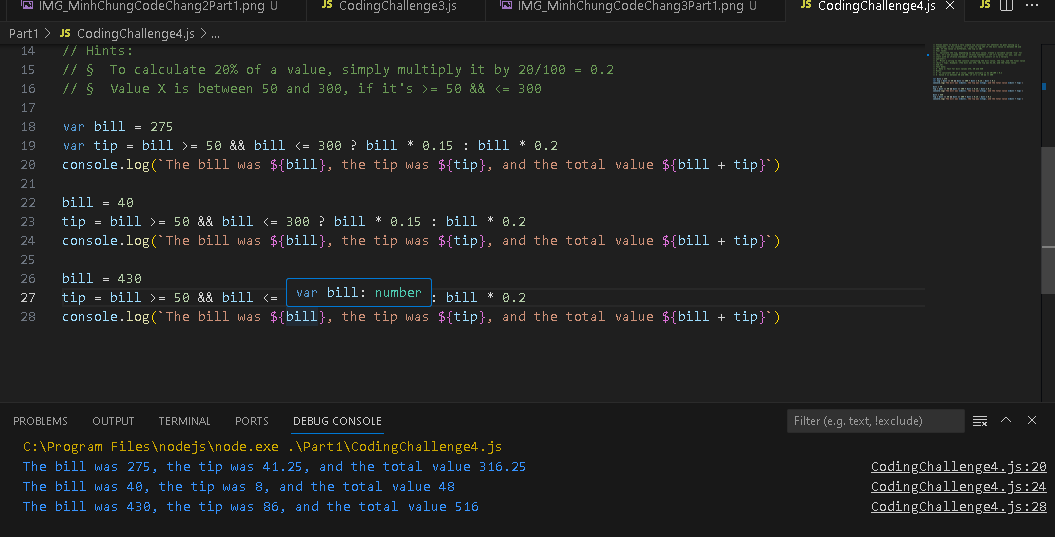 IMG_MinhChungCodeChang2Part1.png U
JS CodingChallenge3.js
IMG_MinhChungCodeChang3Part1.png U
JS CodingChallenge4.js
JS
Part1 > JS CodingChallenge4.js > ...
14 // Hints:
15 // § To calculate 20% of a value, simply multiply it by 20/100 = 0.2
16 // § Value X is between 50 and 300, if it's >= 50 && <= 300
17
18 var bill = 275
19 var tip = bill >= 50 && bill <= 300 ? bill * 0.15 : bill * 0.2
20 console.log(`The bill was ${bill}, the tip was ${tip}, and the total value ${bill + tip}`)
21
22 bill = 40
23 tip = bill >= 50 && bill <= 300 ? bill * 0.15 : bill * 0.2
24 console.log(`The bill was ${bill}, the tip was ${tip}, and the total value ${bill + tip}`)
25
26 bill = 430
var bill: number
27 tip = bill >= 50 && bill <= : bill * 0.2
28 console.log(`The bill was ${bill}, the tip was ${tip}, and the total value ${bill + tip}`)
PROBLEMS OUTPUT TERMINAL PORTS DEBUG CONSOLE
Filter (e.g. text, !exclude)
C:\Program Files\nodejs\node.exe .\Part1\CodingChallenge4.js
The bill was 275, the tip was 41.25, and the total value 316.25 CodingChallenge4.js:20
The bill was 40, the tip was 8, and the total value 48 CodingChallenge4.js:24
The bill was 430, the tip was 86, and the total value 516 CodingChallenge4.js:28